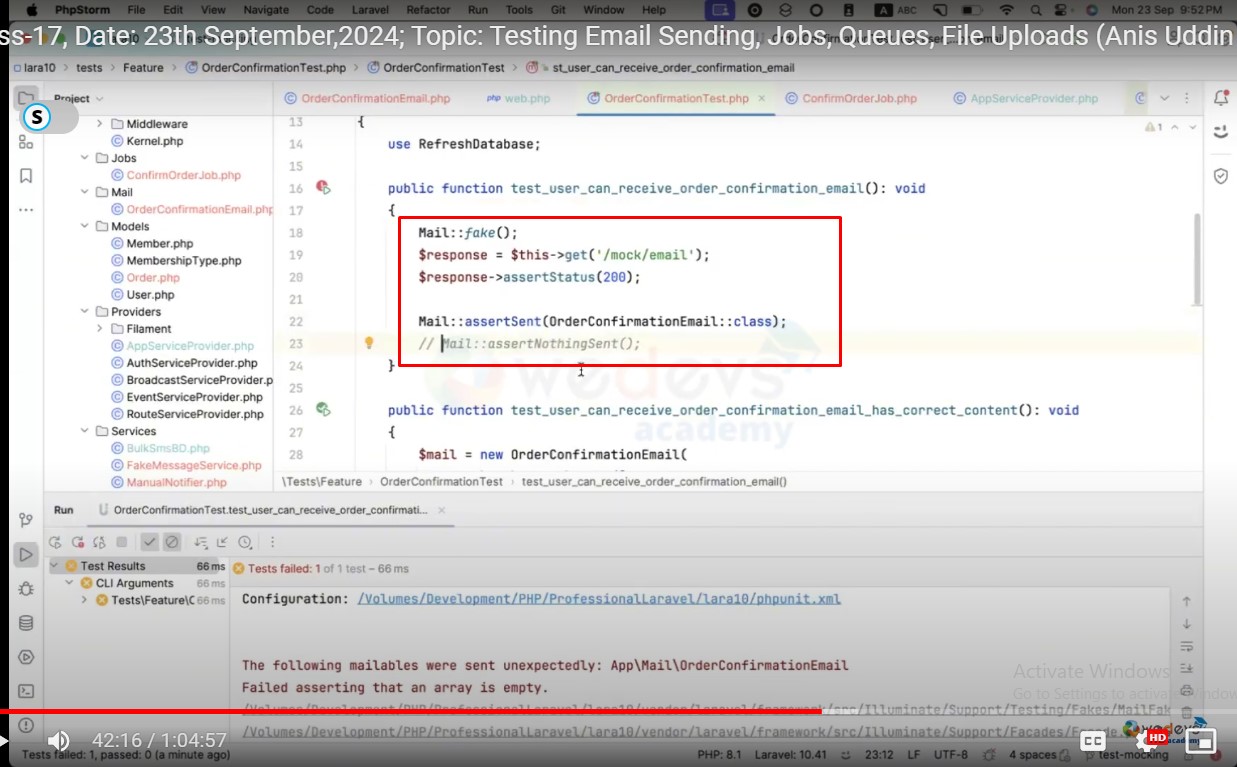 PhpStorm File Edit View Navigate Code Laravel Refactor Run Tools Git Window Help A ABC Mon 23 Sep 9:52 PM
ss-17, Date: 23th September,2024; Topic: Testing Email Sending, Jobs, Queues, File Uploads (Anis Uddin
lara10 › tests › Feature › OrderConfirmationTest.php › OrderConfirmationTest › st_user_can_receive_order_confirmation_email
Project
OrderConfirmationEmail.php php web.php OrderConfirmationTest.php × ConfirmOrderJob.php AppServiceProvider.php
S
Middleware
Kernel.php
Jobs
ConfirmOrderJob.php
Mail
OrderConfirmationEmail.php
Models
Member.php
MembershipType.php
Order.php
User.php
Providers
Filament
AppServiceProvider.php
AuthServiceProvider.php
BroadcastServiceProvider.p
EventServiceProvider.php
RouteServiceProvider.php
Services
BulkSmsBD.php
FakeMessageService.php
ManualNotifier.php
1
13 {
14 use RefreshDatabase;
15
16 public function test_user_can_receive_order_confirmation_email(): void
17 {
18 Mail::fake();
19 $response = $this->get('/mock/email');
20 $response->assertStatus(200);
21
22 Mail::assertSent(OrderConfirmationEmail::class);
23 // Mail::assertNothingSent();
24 }
25
26 public function test_user_can_receive_order_confirmation_email_has_correct_content(): void
27 {
28 $mail = new OrderConfirmationEmail(
wedevs
academy
\Tests\Feature › OrderConfirmationTest › test_user_can_receive_order_confirmation_email()
Run OrderConfirmationTest.test_user_can_receive_order_confirmati... ×
Test Results 66 ms
CLI Arguments 66 ms
Tests\Feature\C 66 ms
Tests failed: 1 of 1 test – 66 ms
Configuration: /Volumes/Development/PHP/ProfessionalLaravel/lara10/phpunit.xml
The following mailables were sent unexpectedly: App\Mail\OrderConfirmationEmail
Failed asserting that an array is empty.
/Volumes/Development/PHP/ProfessionalLaravel/lara10/vendor/laravel/framework/src/Illuminate/Support/Testing/Fakes/MailFak
/Volumes/Development/PHP/ProfessionalLaravel/lara10/vendor/laravel/framework/src/Illuminate/Support/Facades/Facade.
Activate Windows
Go to Settings to activate Windows
42:16 / 1:04:57
CC HD
wedevs
academy
Tests failed: 1, passed: 0 (a minute ago) PHP: 8.1 Laravel: 10.41 23:12 LF UTF-8 4 spaces test-mocking